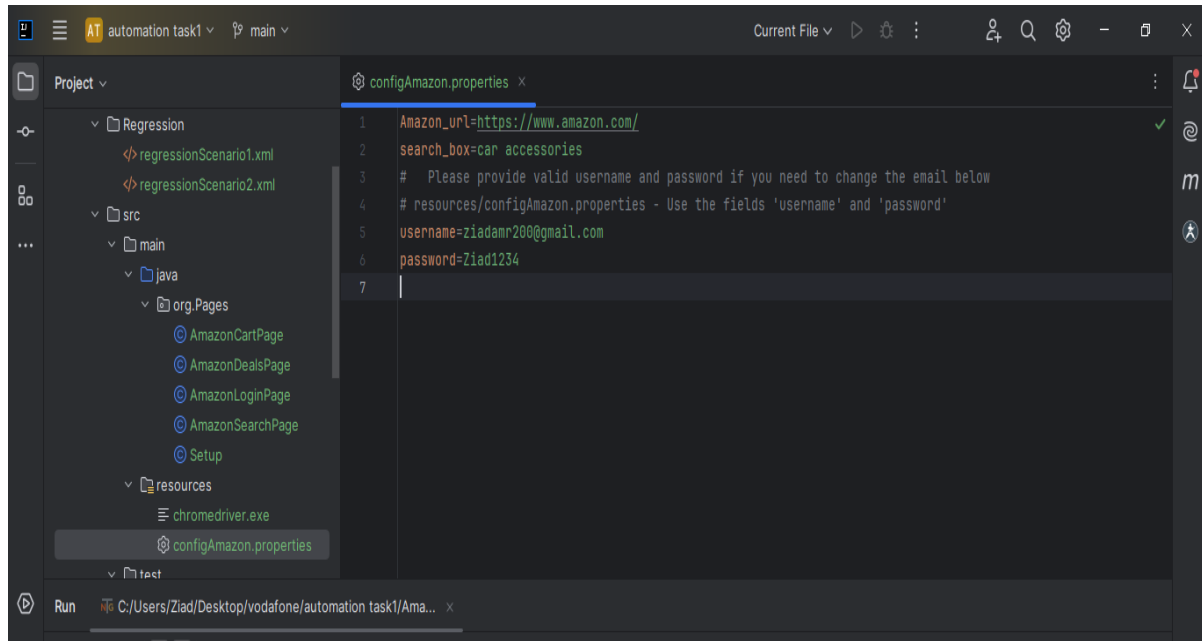 AT automation task1 main Current File
Project
configAmazon.properties
Regression
regressionScenario1.xml
regressionScenario2.xml
src
main
java
org.Pages
AmazonCartPage
AmazonDealsPage
AmazonLoginPage
AmazonSearchPage
Setup
resources
chromedriver.exe
configAmazon.properties
test
1 Amazon_url=https://www.amazon.com/
2 search_box=car accessories
3 #   Please provide valid username and password if you need to change the email below
4 # resources/configAmazon.properties - Use the fields 'username' and 'password'
5 username=ziadamr200@gmail.com
6 password=Ziad1234
7
m
Run C:/Users/Ziad/Desktop/vodafone/automation task1/Ama...